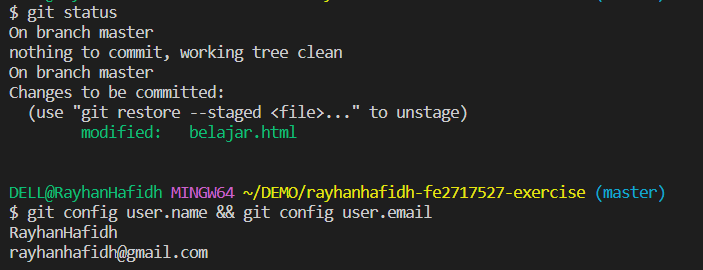 $ git status
On branch master
nothing to commit, working tree clean
On branch master
Changes to be committed:
  (use "git restore --staged <file>..." to unstage)
        modified:   belajar.html
DELL@RayhanHafidh MINGW64 ~/DEMO/rayhanhafidh-fe2717527-exercise (master)
$ git config user.name && git config user.email
RayhanHafidh
rayhanhafidh@gmail.com